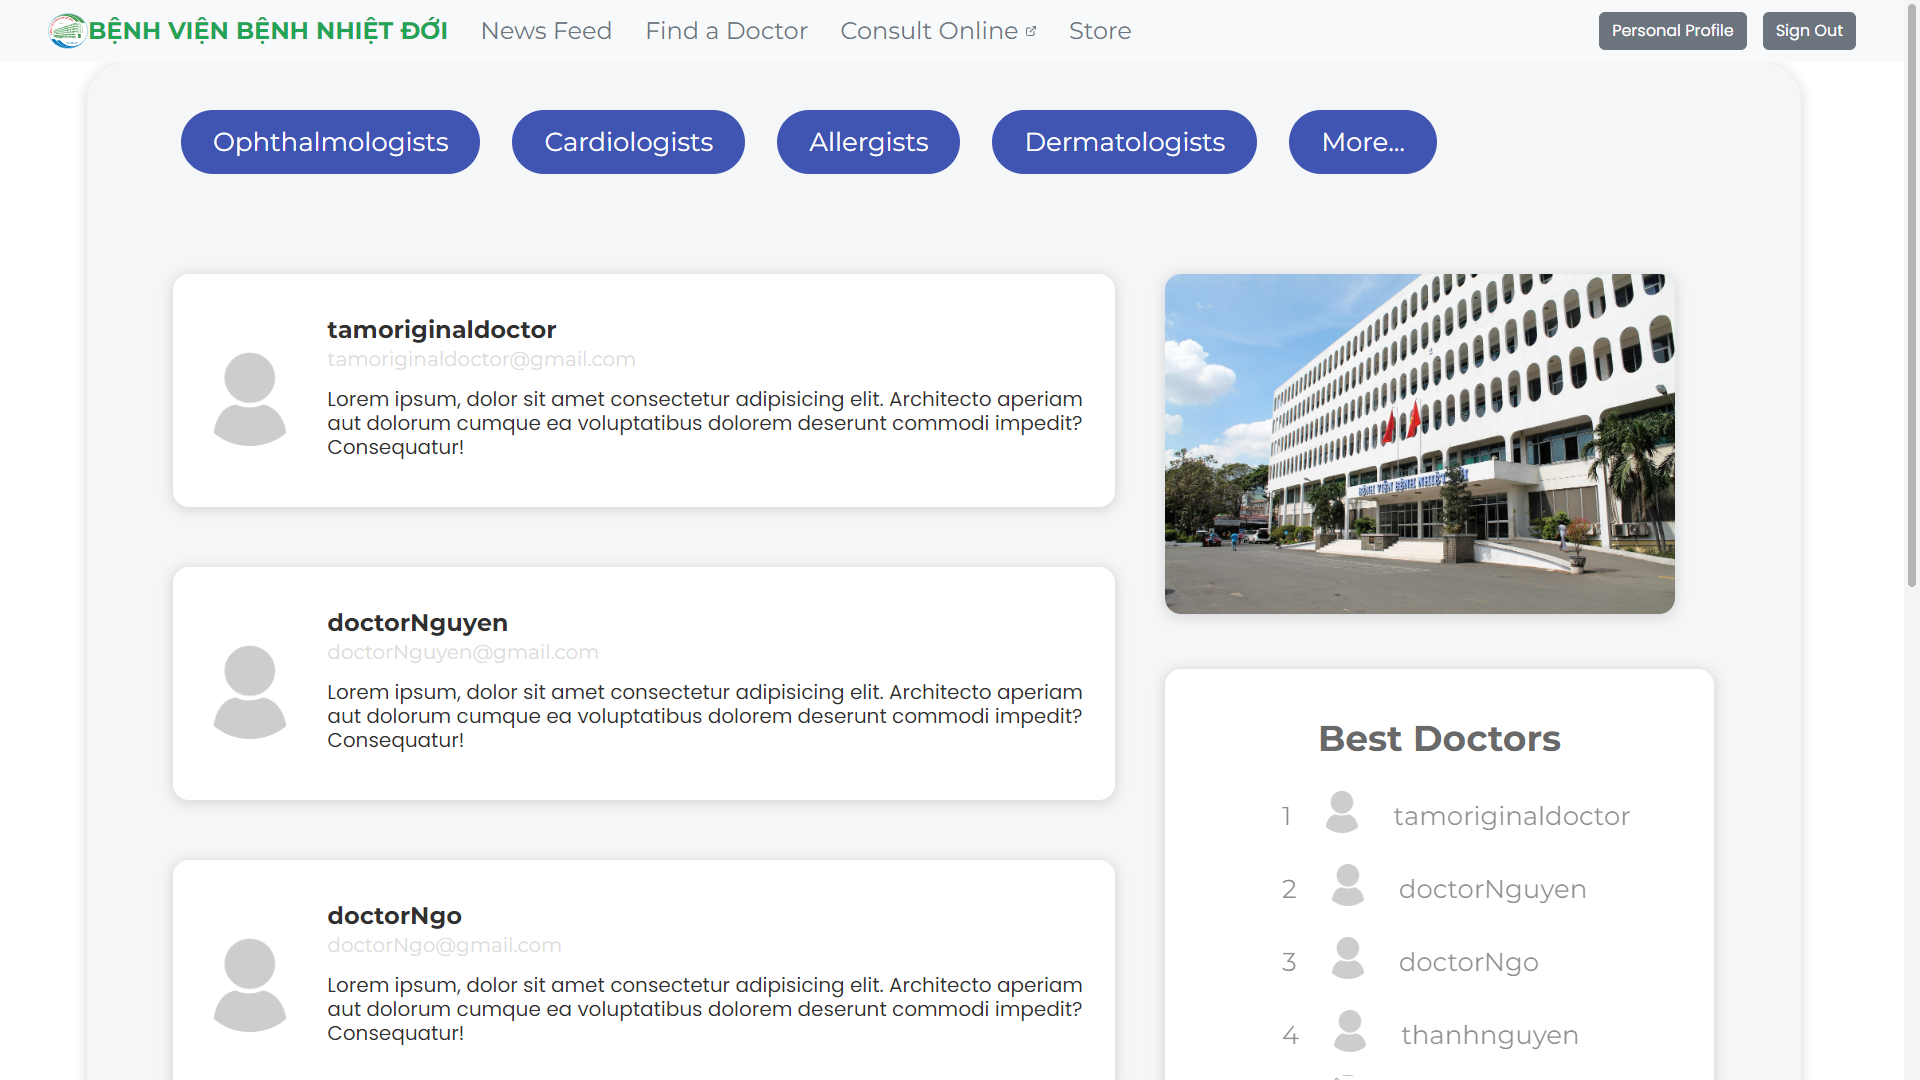 BỆNH VIỆN BỆNH NHIỆT ĐỚI
News Feed
Find a Doctor
Consult Online
Store
Personal Profile
Sign Out
Ophthalmologists
Cardiologists
Allergists
Dermatologists
More...
tamoriginaldoctor
tamoriginaldoctor@gmail.com
Lorem ipsum, dolor sit amet consectetur adipisicing elit. Architecto aperiam
aut dolorum cumque ea voluptatibus dolorem deserunt commodi impedit?
Consequatur!
doctorNguyen
doctorNguyen@gmail.com
Lorem ipsum, dolor sit amet consectetur adipisicing elit. Architecto aperiam
aut dolorum cumque ea voluptatibus dolorem deserunt commodi impedit?
Consequatur!
doctorNgo
doctorNgo@gmail.com
Lorem ipsum, dolor sit amet consectetur adipisicing elit. Architecto aperiam
aut dolorum cumque ea voluptatibus dolorem deserunt commodi impedit?
Consequatur!
BỆNH VIỆN BỆNH NHIỆT ĐỚI
Best Doctors
1 tamoriginaldoctor
2 doctorNguyen
3 doctorNgo
4 thanhnguyen